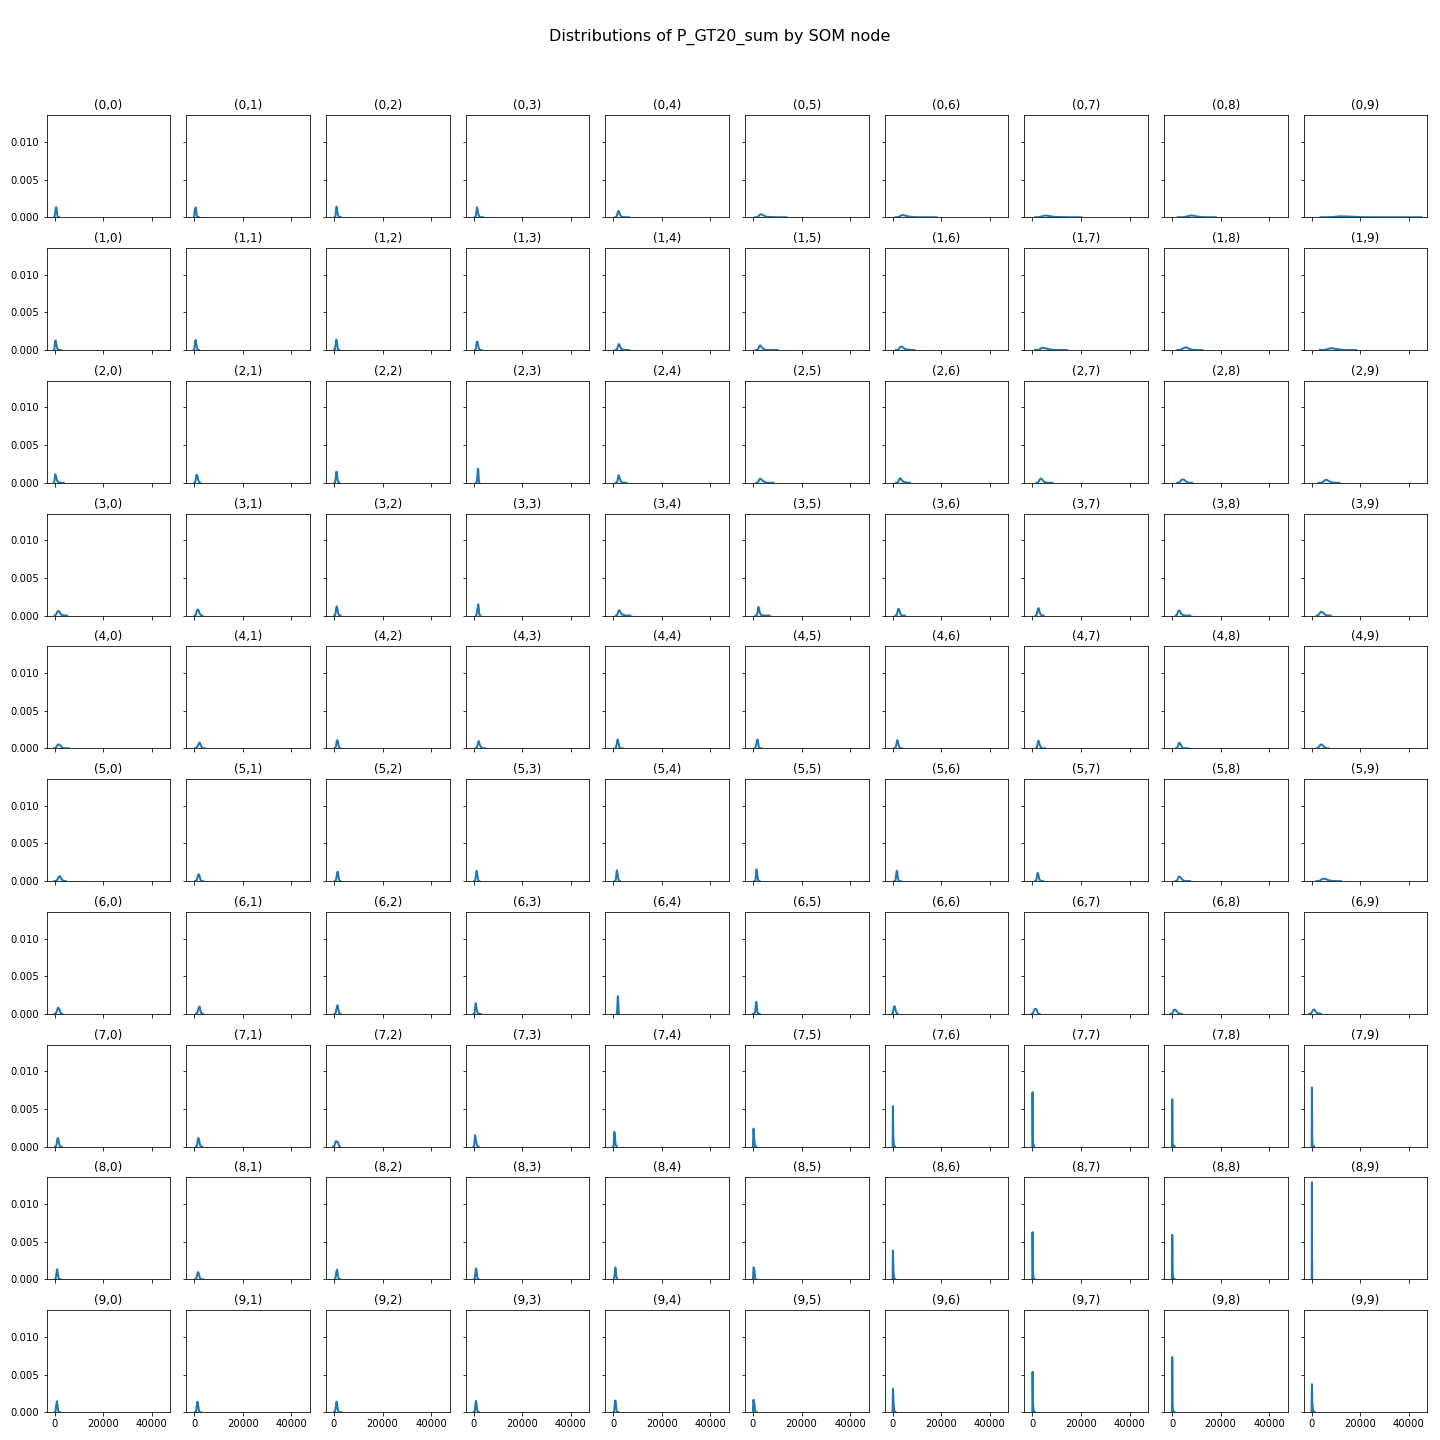 Distributions of P_GT20_sum by SOM node
(0,0) (0,1) (0,2) (0,3) (0,4) (0,5) (0,6) (0,7) (0,8) (0,9)
0.010
0.005
0.000
(1,0) (1,1) (1,2) (1,3) (1,4) (1,5) (1,6) (1,7) (1,8) (1,9)
0.010
0.005
0.000
(2,0) (2,1) (2,2) (2,3) (2,4) (2,5) (2,6) (2,7) (2,8) (2,9)
0.010
0.005
0.000
(3,0) (3,1) (3,2) (3,3) (3,4) (3,5) (3,6) (3,7) (3,8) (3,9)
0.010
0.005
0.000
(4,0) (4,1) (4,2) (4,3) (4,4) (4,5) (4,6) (4,7) (4,8) (4,9)
0.010
0.005
0.000
(5,0) (5,1) (5,2) (5,3) (5,4) (5,5) (5,6) (5,7) (5,8) (5,9)
0.010
0.005
0.000
(6,0) (6,1) (6,2) (6,3) (6,4) (6,5) (6,6) (6,7) (6,8) (6,9)
0.010
0.005
0.000
(7,0) (7,1) (7,2) (7,3) (7,4) (7,5) (7,6) (7,7) (7,8) (7,9)
0.010
0.005
0.000
(8,0) (8,1) (8,2) (8,3) (8,4) (8,5) (8,6) (8,7) (8,8) (8,9)
0.010
0.005
0.000
(9,0) (9,1) (9,2) (9,3) (9,4) (9,5) (9,6) (9,7) (9,8) (9,9)
0.010
0.005
0.000
0 20000 40000 0 20000 40000 0 20000 40000 0 20000 40000 0 20000 40000 0 20000 40000 0 20000 40000 0 20000 40000 0 20000 40000 0 20000 40000